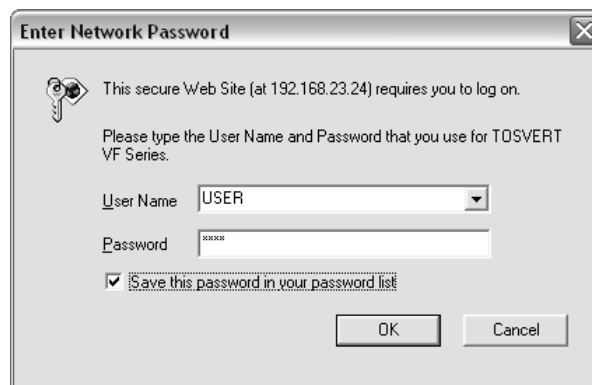 Enter Network Password
This secure Web Site (at 192.168.23.24) requires you to log on.
Please type the User Name and Password that you use for TOSVERT
VF Series.
User Name USER
Password ****
Save this password in your password list
OK Cancel